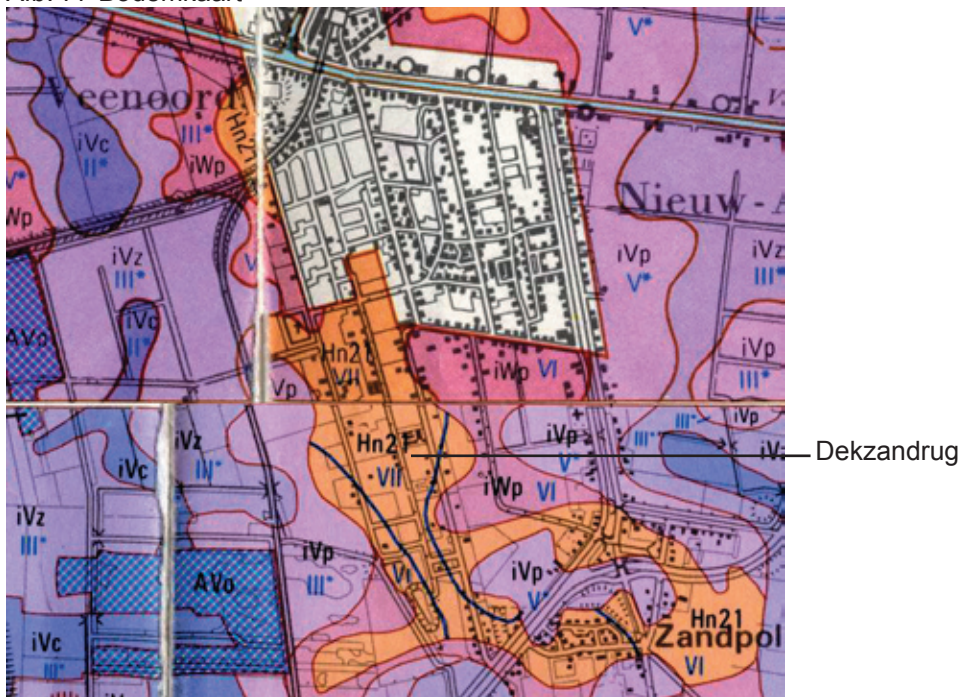 V*
Veenoord
Hn21
III*
iVc
II*
iWp
V*
Wp
Nieuw-A
iVz
III*
iVp
V*
iVz
III*
V
AVo
iVc
II*
Hn21
VII
iWp
VI
iVp
III*
Vp
Hn21
VII
iVp
V*
III*
iVp
iVz
iVz
III*
iVc
Dekzandrug
iWp
VI
iVz
III*
iVp
III*
AVo
VI
iVp
V*
Hn21
Zandpol
VI
iVc
II*